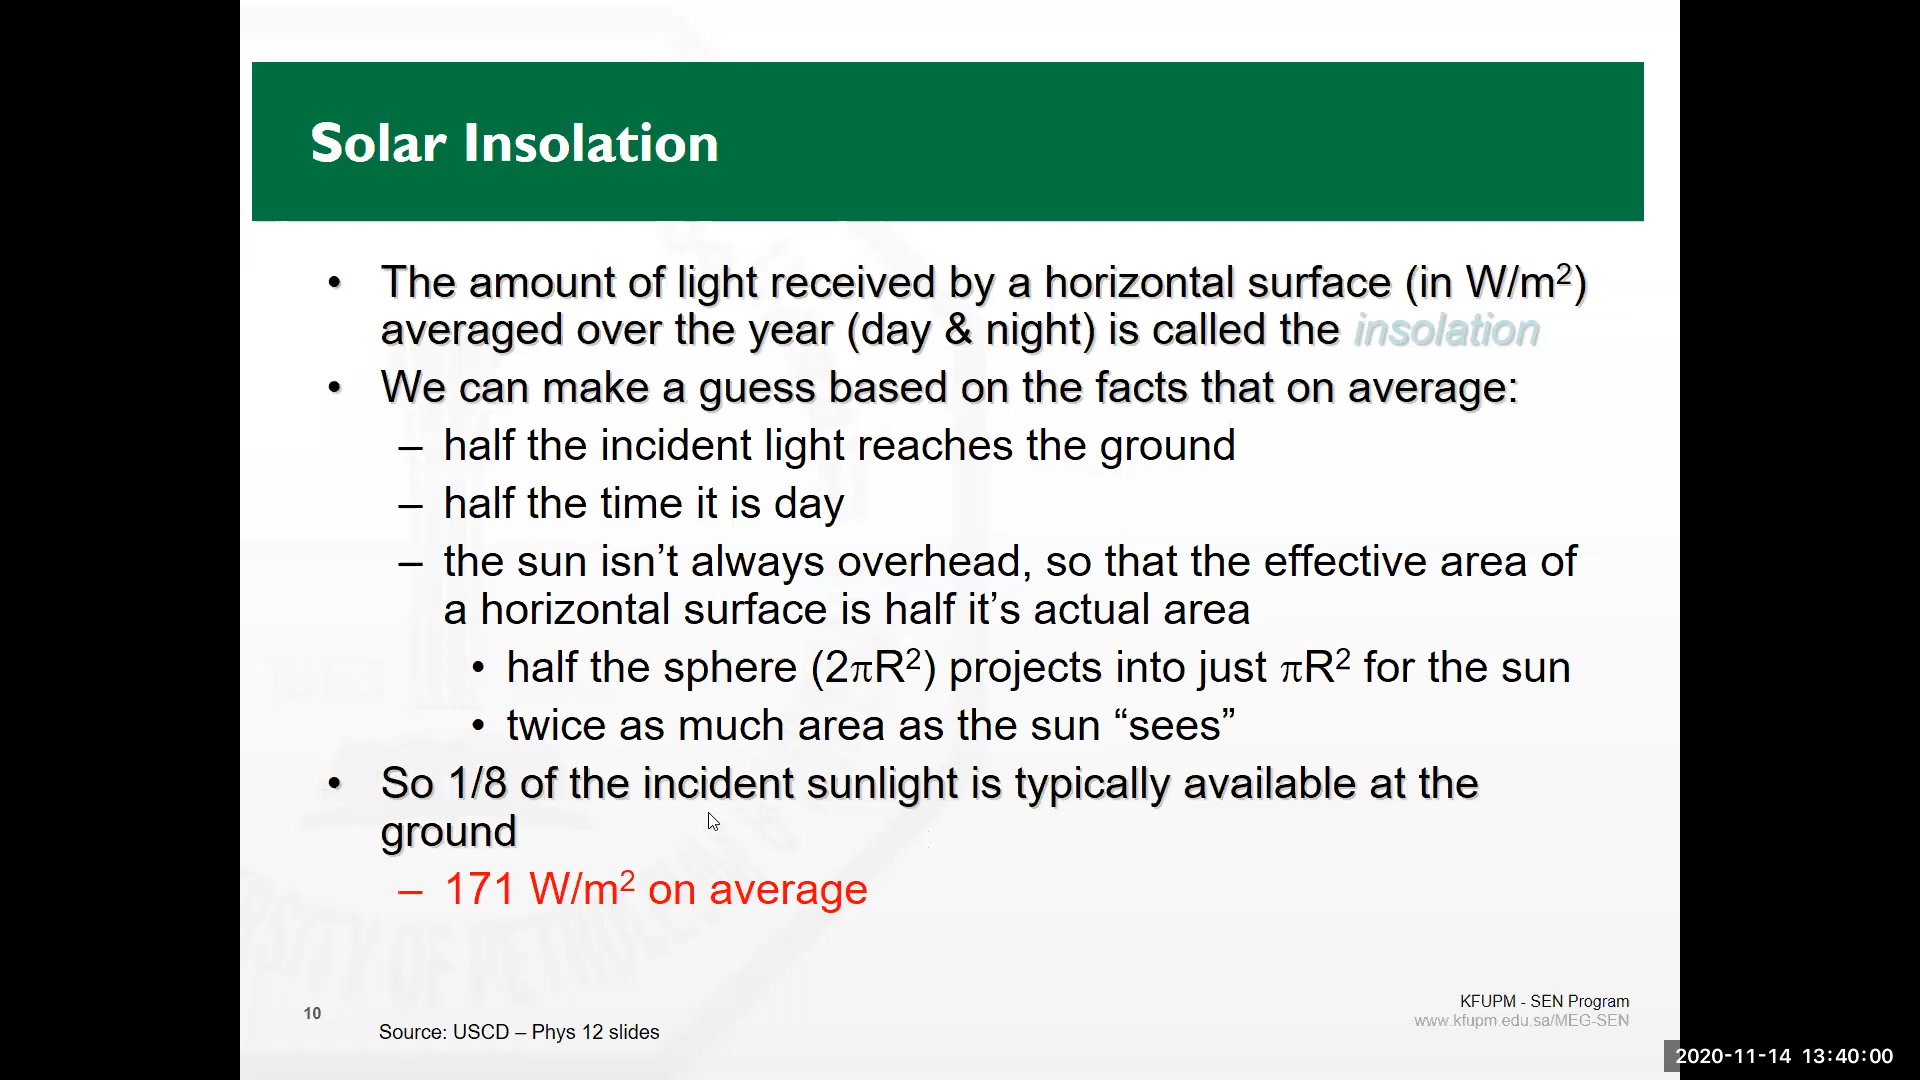 Solar Insolation
• The amount of light received by a horizontal surface (in W/m²)
averaged over the year (day & night) is called the insolation
• We can make a guess based on the facts that on average:
– half the incident light reaches the ground
– half the time it is day
– the sun isn’t always overhead, so that the effective area of
a horizontal surface is half it’s actual area
• half the sphere (2πR²) projects into just πR² for the sun
• twice as much area as the sun “sees”
• So 1/8 of the incident sunlight is typically available at the
ground
– 171 W/m² on average
10
Source: USCD – Phys 12 slides
KFUPM - SEN Program
www.kfupm.edu.sa/MEG-SEN
2020-11-14 13:40:00